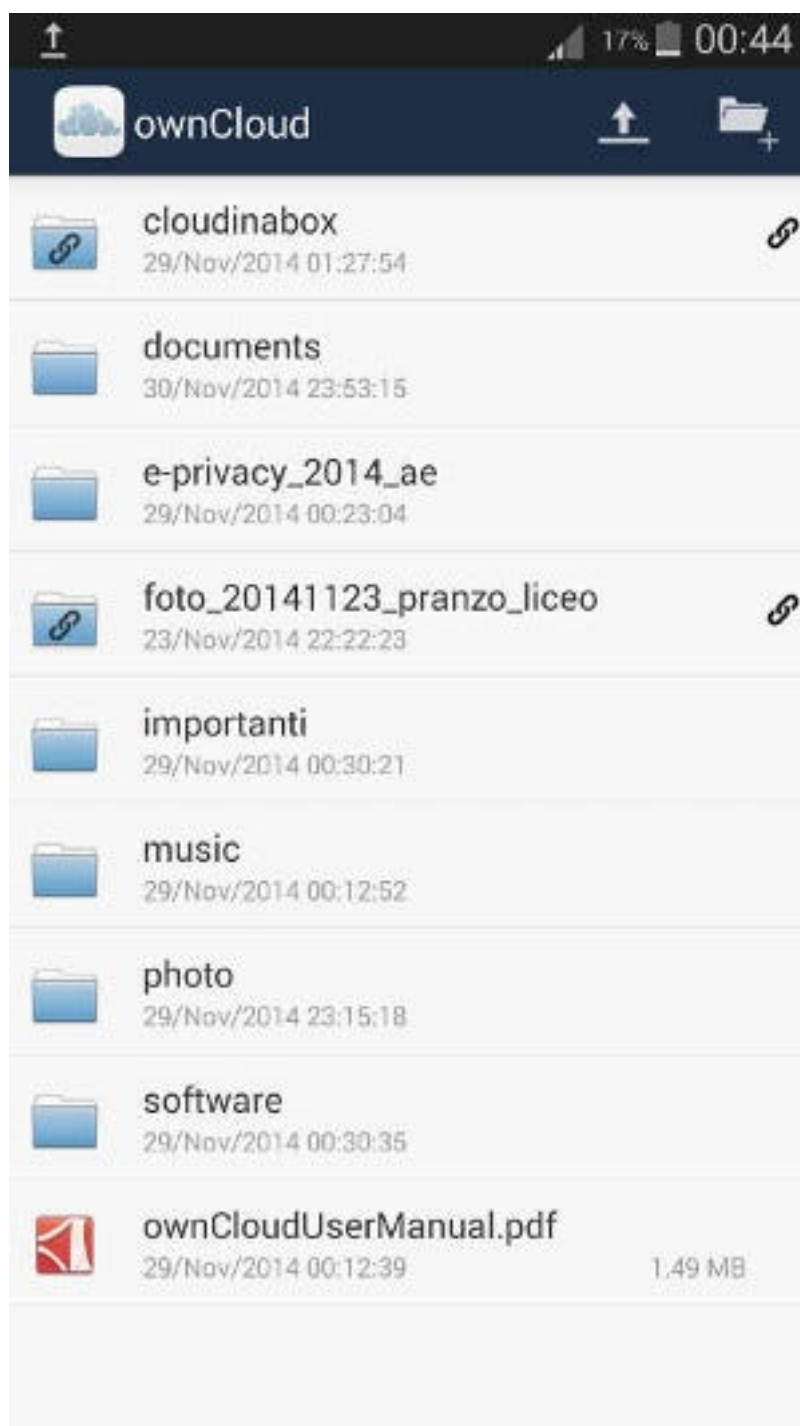 17% 00:44
ownCloud
cloudinabox
29/Nov/2014 01:27:54
documents
30/Nov/2014 23:53:15
e-privacy_2014_ae
29/Nov/2014 00:23:04
foto_20141123_pranzo_liceo
23/Nov/2014 22:22:23
importanti
29/Nov/2014 00:30:21
music
29/Nov/2014 00:12:52
photo
29/Nov/2014 23:15:18
software
29/Nov/2014 00:30:35
ownCloudUserManual.pdf
29/Nov/2014 00:12:39 1.49 MB